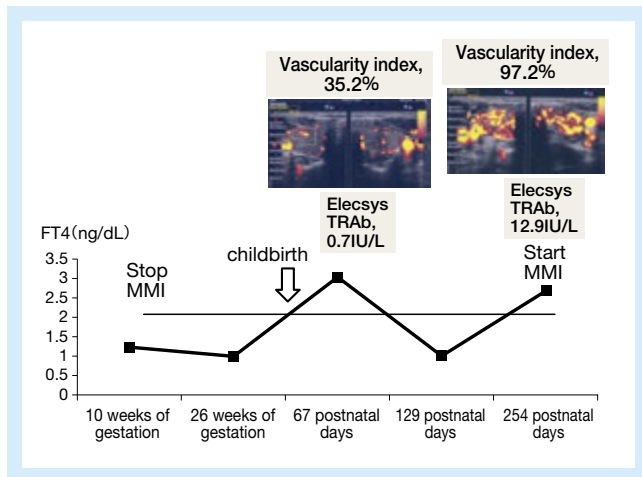 Vascularity index,
35.2%
Vascularity index,
97.2%
Elecsys
TRAb,
0.7IU/L
Elecsys
TRAb,
12.9IU/L
FT4(ng/dL)
3.5
3
2.5
2
1.5
1
0.5
0
Stop
MMI
childbirth
Start
MMI
10 weeks of
gestation
26 weeks of
gestation
67 postnatal
days
129 postnatal
days
254 postnatal
days